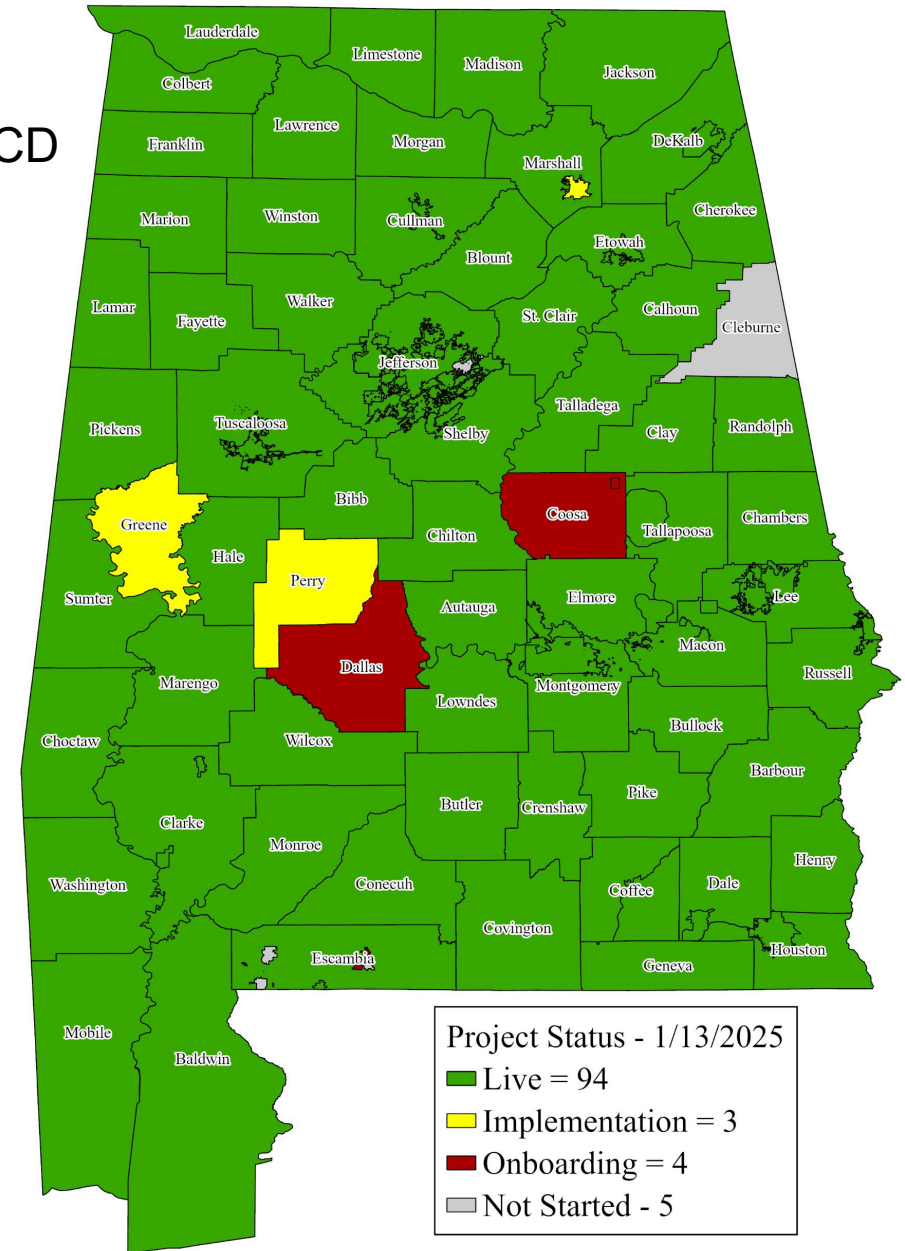 CD
Lauderdale
Limestone
Madison
Jackson
Colbert
Lawrence
Franklin
Morgan
DeKalb
Marshall
Cherokee
Marion
Winston
Cullman
Etowah
Blount
Lamar
Walker
Fayette
St. Clair
Calhoun
Cleburne
Jefferson
Talladega
Pickens
Tuscaloosa
Shelby
Clay
Randolph
Bibb
Coosa
Greene
Chilton
Tallapoosa
Chambers
Hale
Perry
Sumter
Autauga
Elmore
Lee
Macon
Dallas
Marengo
Montgomery
Russell
Lowndes
Choctaw
Wilcox
Bullock
Barbour
Butler
Crenshaw
Pike
Clarke
Monroe
Henry
Washington
Conecuh
Coffee
Dale
Covington
Escambia
Houston
Geneva
Mobile
Baldwin
Project Status - 1/13/2025
Live = 94
Implementation = 3
Onboarding = 4
Not Started - 5